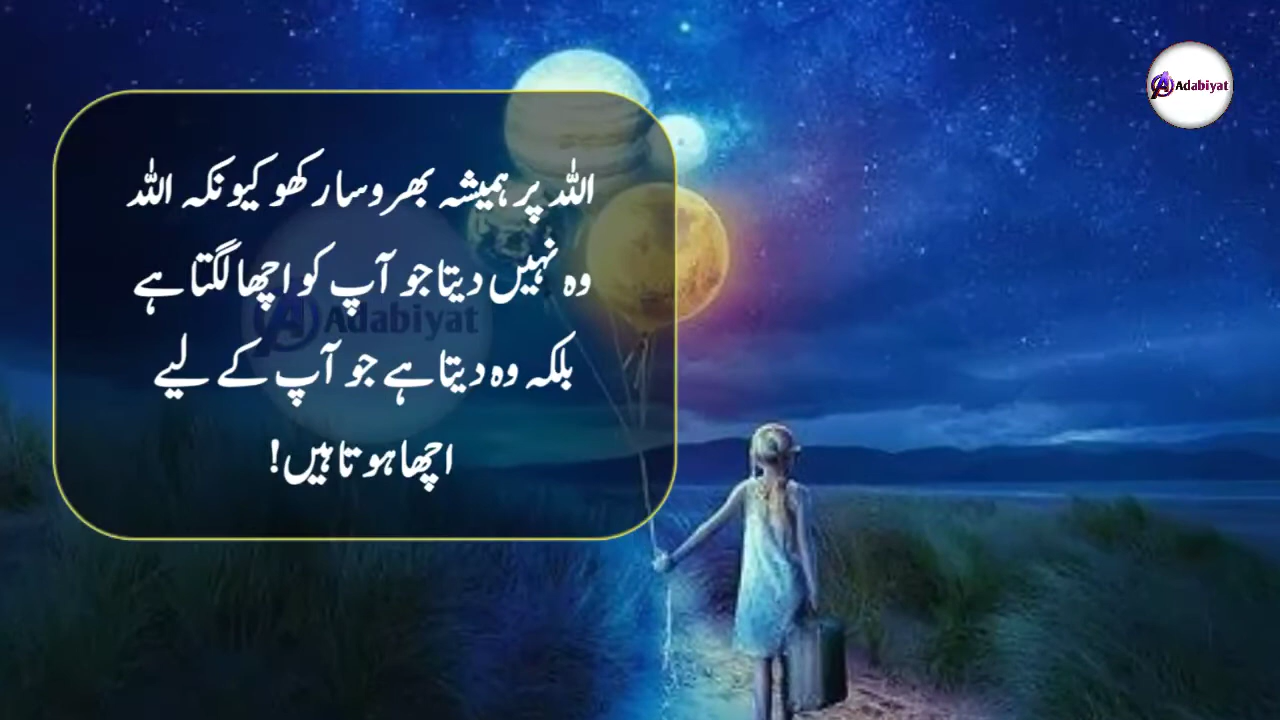 Adabiyat
اللہ پر ہمیشہ بھروسا رکھو کیونکہ اللہ
وہ نہیں دیتا جو آپ کو اچھا لگتا ہے
Adabiyat
بلکہ وہ دیتا ہے جو آپ کے لیے
اچھا ہوتا ہیں!